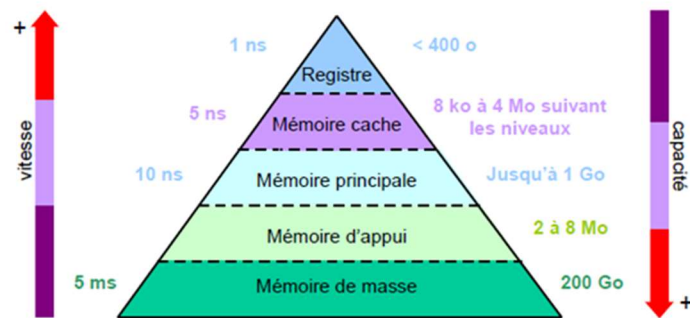 +
1 ns
< 400 o
Registre
5 ns
Mémoire cache
8 ko à 4 Mo suivant
les niveaux
vitesse
capacité
10 ns
Mémoire principale
Jusqu'à 1 Go
Mémoire d'appui
2 à 8 Mo
5 ms
Mémoire de masse
200 Go
+